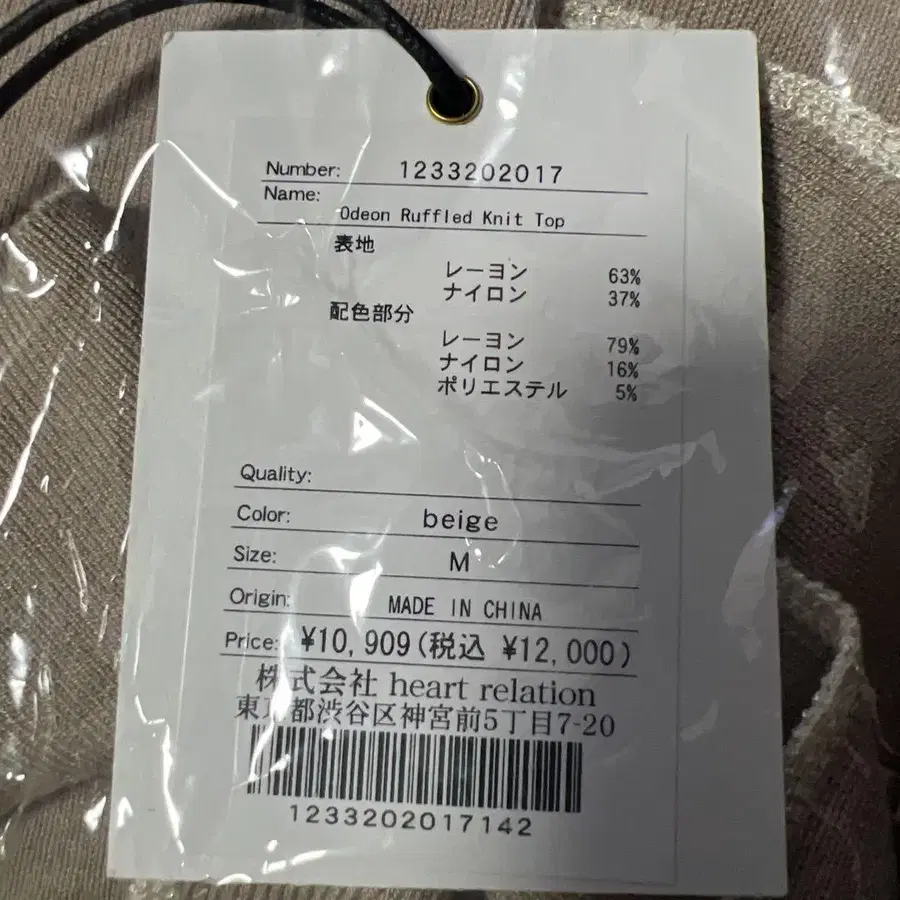 Number: 1233202017
Name:
Odeon Ruffled Knit Top
表地
レーヨン 63%
ナイロン 37%
配色部分
レーヨン 79%
ナイロン 16%
ポリエステル 5%
Quality:
Color: beige
Size: M
Origin: MADE IN CHINA
Price: ¥10,909(税込 ¥12,000)
株式会社 heart relation
東京都渋谷区神宮前5丁目7-20
1233202017142